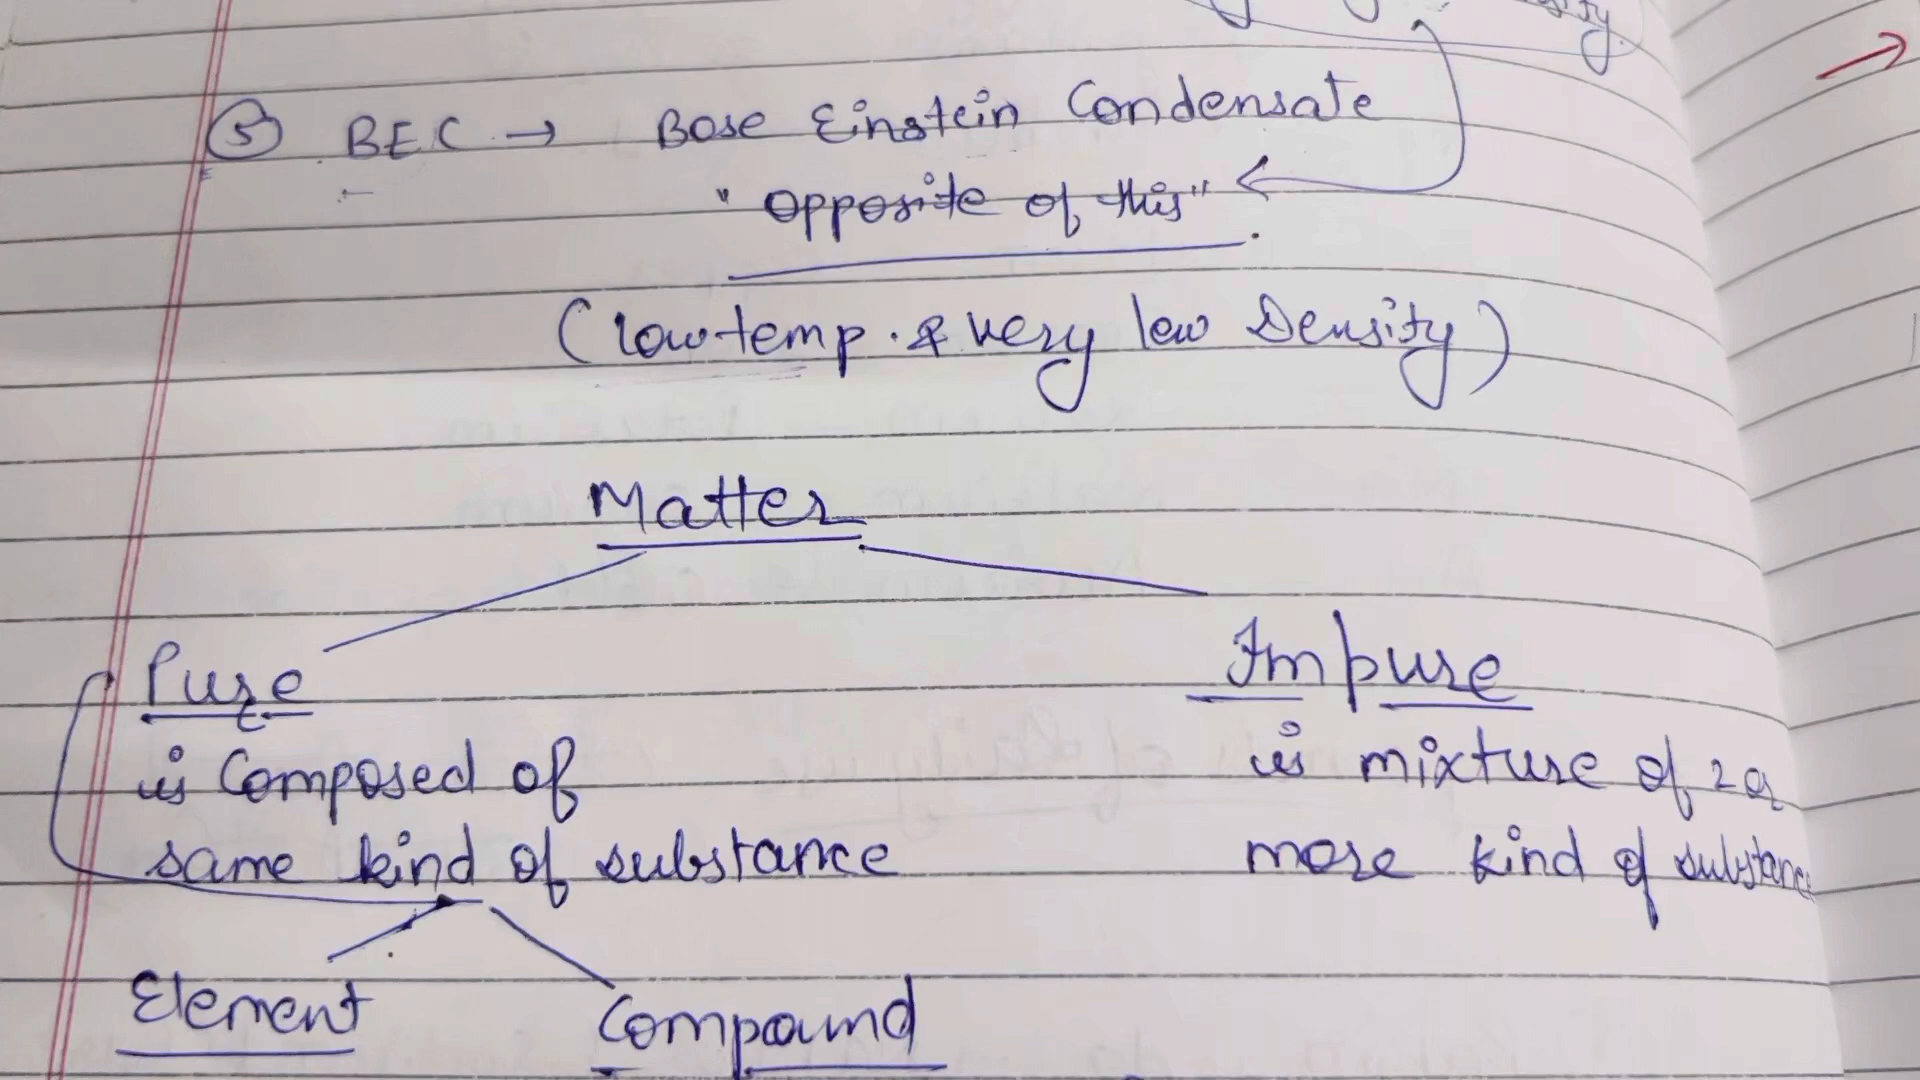 ⑤ BEC → Bose Einstein Condensate
"opposite of this" ←
(low temp. & very low Density)
Matter
Pure
is composed of
same kind of substance
Impure
is mixture of 2 or
more kind of substance
Element
Compound